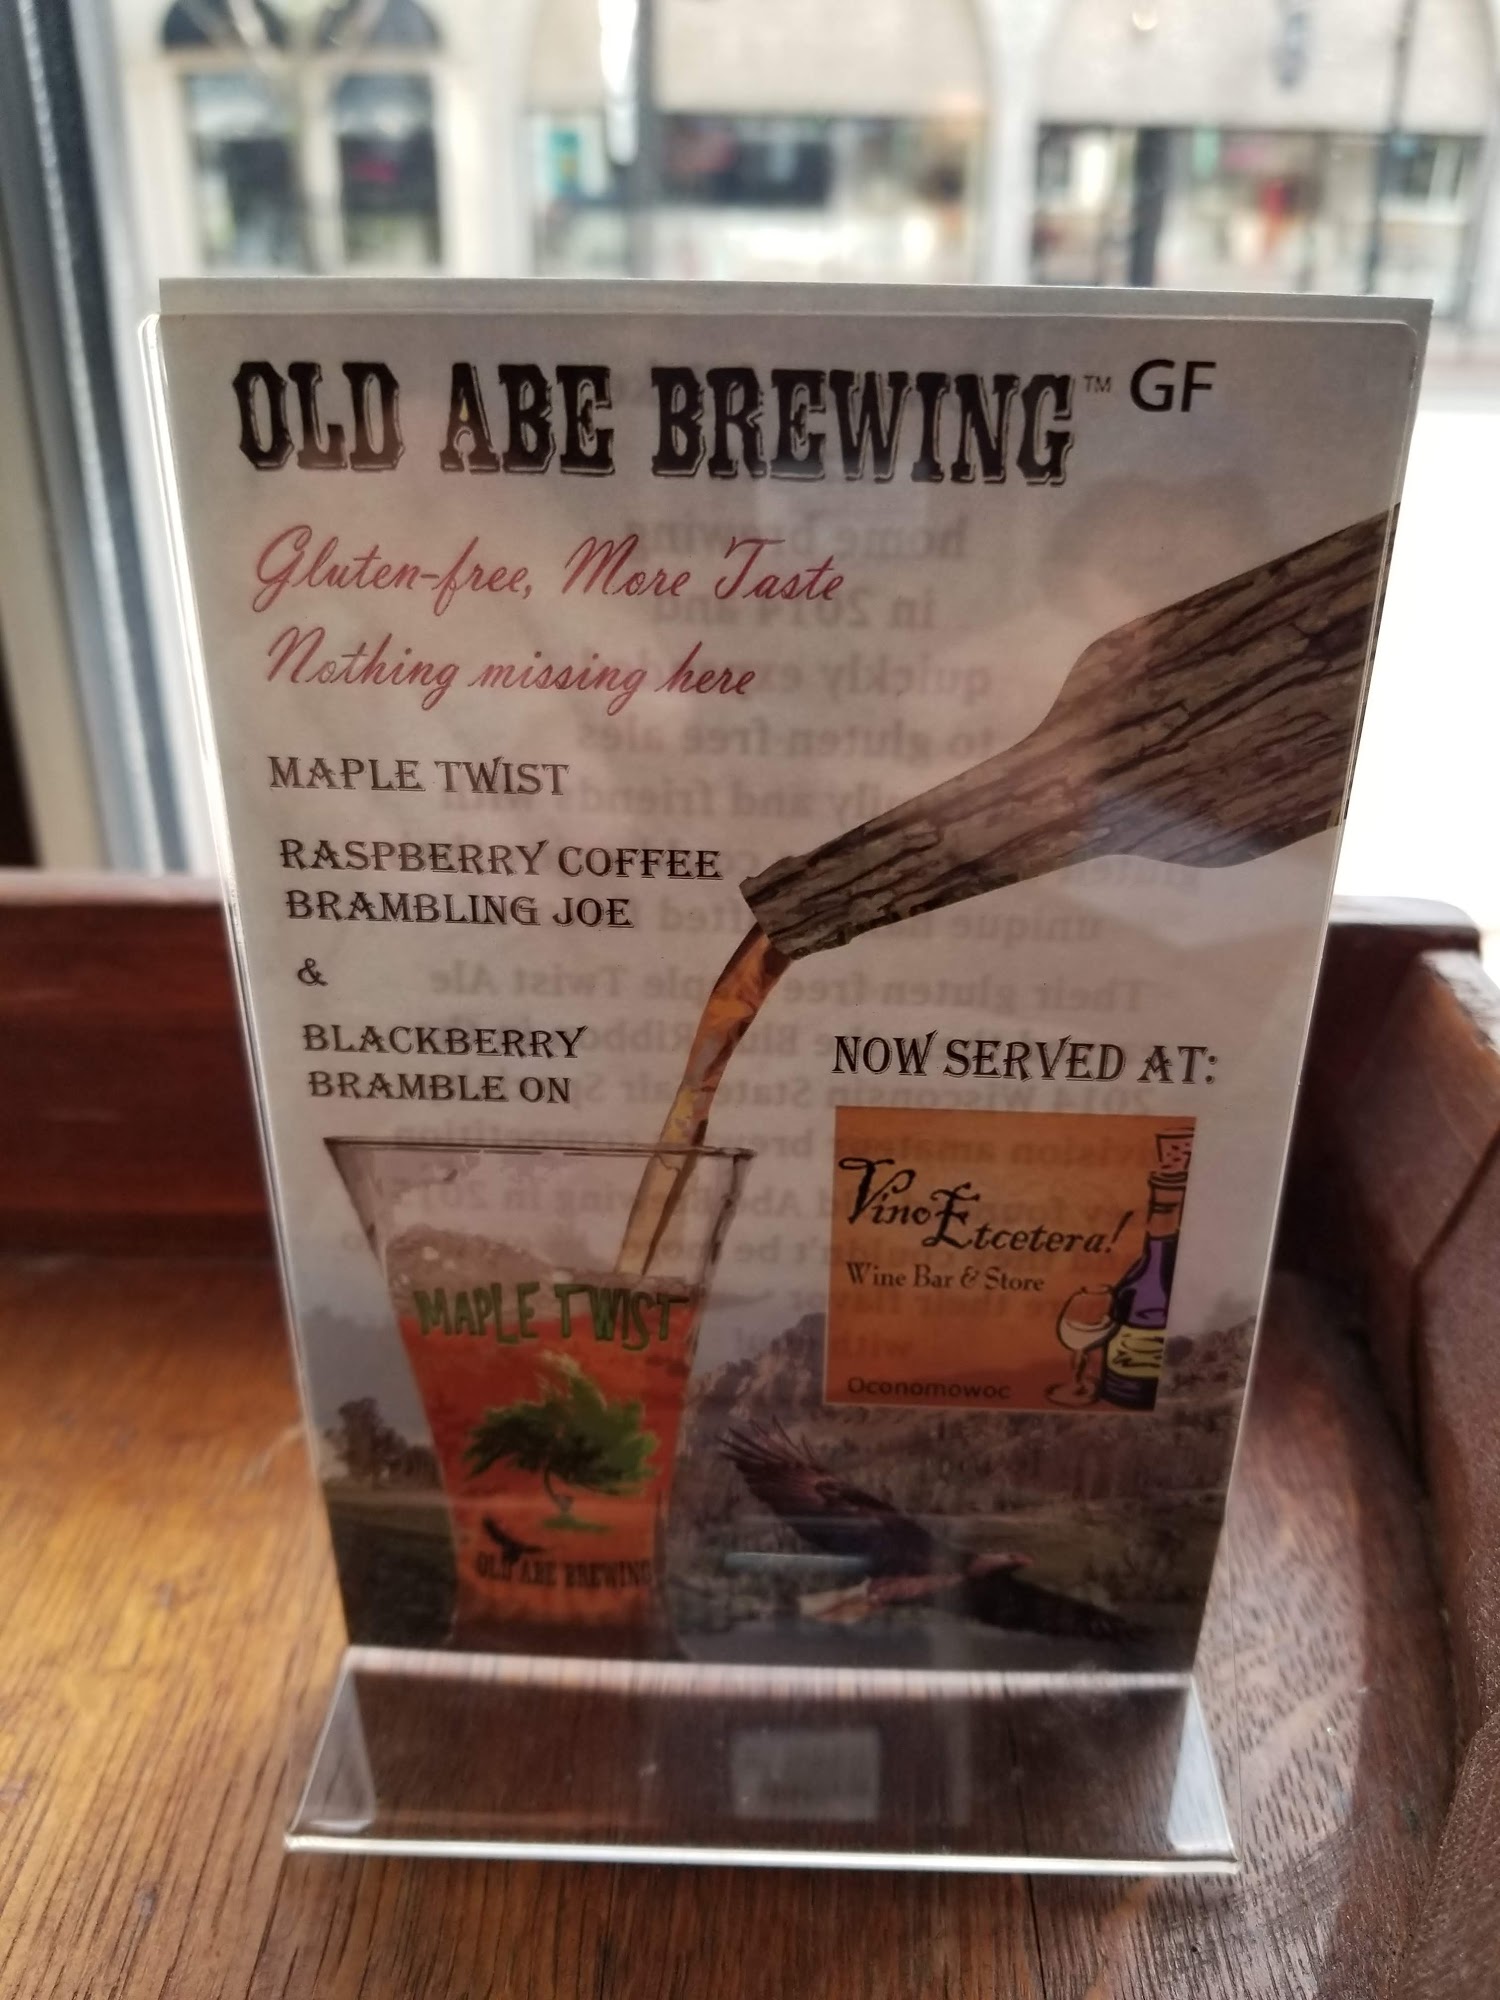 OLD ABE BREWING™ GF
Gluten-free, More Taste
Nothing missing here
MAPLE TWIST
RASPBERRY COFFEE
BRAMBLING JOE
&
BLACKBERRY
BRAMBLE ON
NOW SERVED AT:
Vino Etcetera!
Wine Bar & Store
Oconomowoc
MAPLE TWIST
OLD ABE BREWING